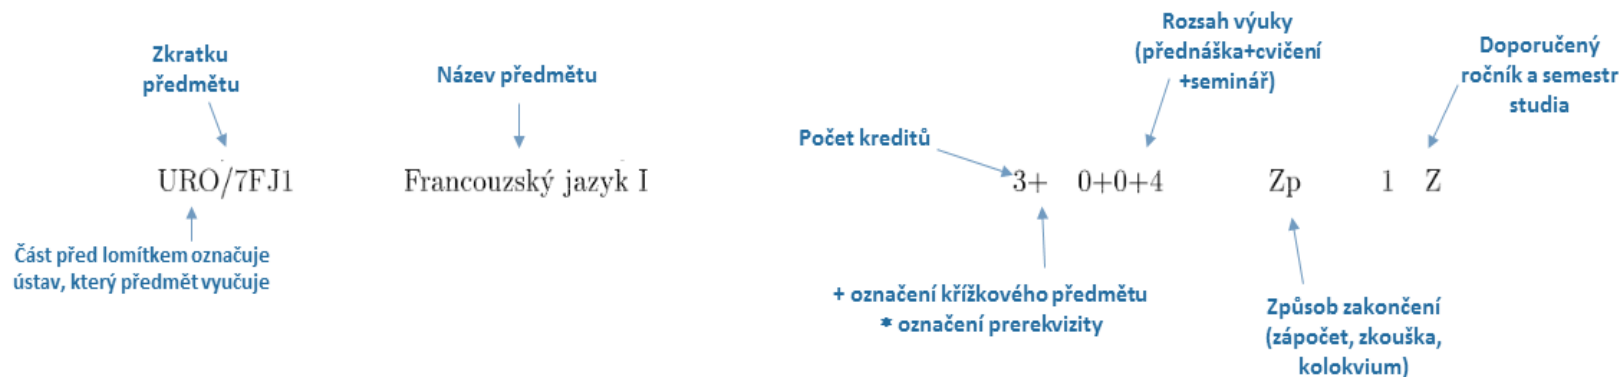 Zkratku
předmětu
Název předmětu
Rozsah výuky
(přednáška+cvičení
+seminář)
Doporučený
ročník a semestr
studia
Počet kreditů
URO/7FJ1 Francouzský jazyk I 3+ 0+0+4 Zp 1 Z
Část před lomítkem označuje
ústav, který předmět vyučuje
+ označení křížkového předmětu
* označení prerekvizity
Způsob zakončení
(zápočet, zkouška,
kolokvium)